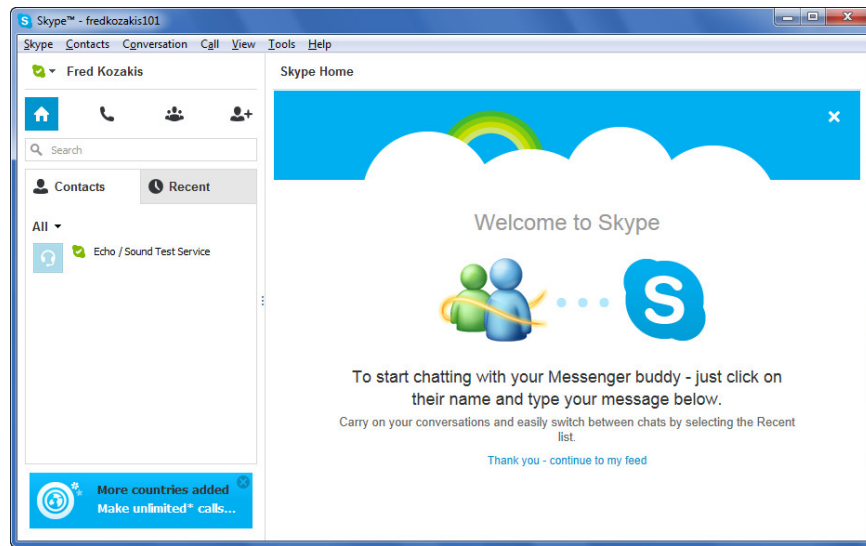 Skype™ - fredkozakis101
Skype Contacts Conversation Call View Tools Help
Fred Kozakis
Search
Contacts Recent
All
Echo / Sound Test Service
More countries added
Make unlimited* calls...
Skype Home
Welcome to Skype
To start chatting with your Messenger buddy - just click on
their name and type your message below.
Carry on your conversations and easily switch between chats by selecting the Recent
list.
Thank you - continue to my feed